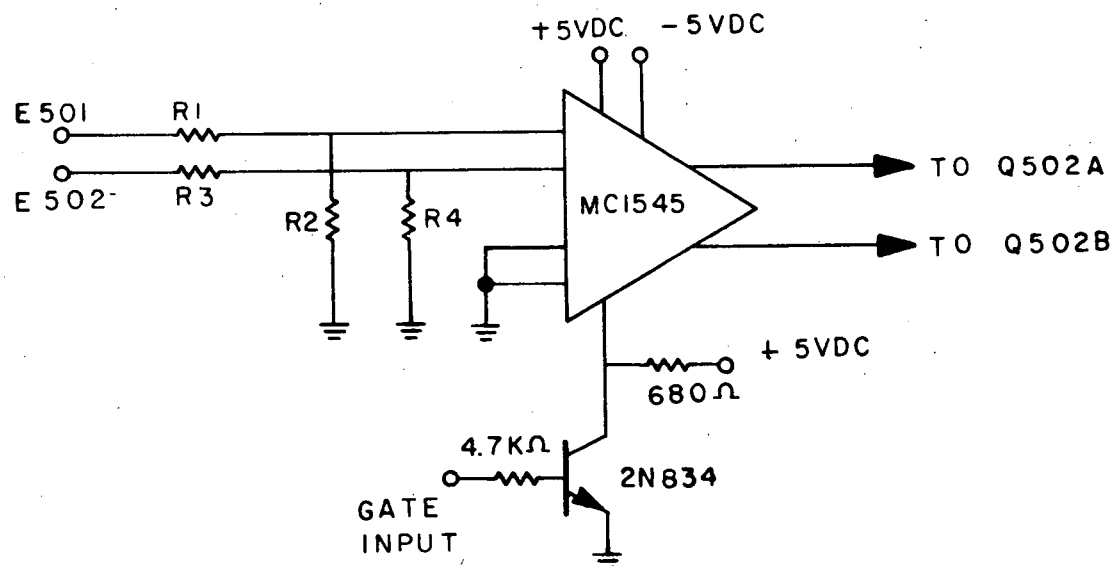 +5VDC -5VDC
E501 R1
E502 R3
R2 R4 MC1545
TO Q502A
TO Q502B
+ 5VDC
680Ω
4.7KΩ
2N834
GATE
INPUT